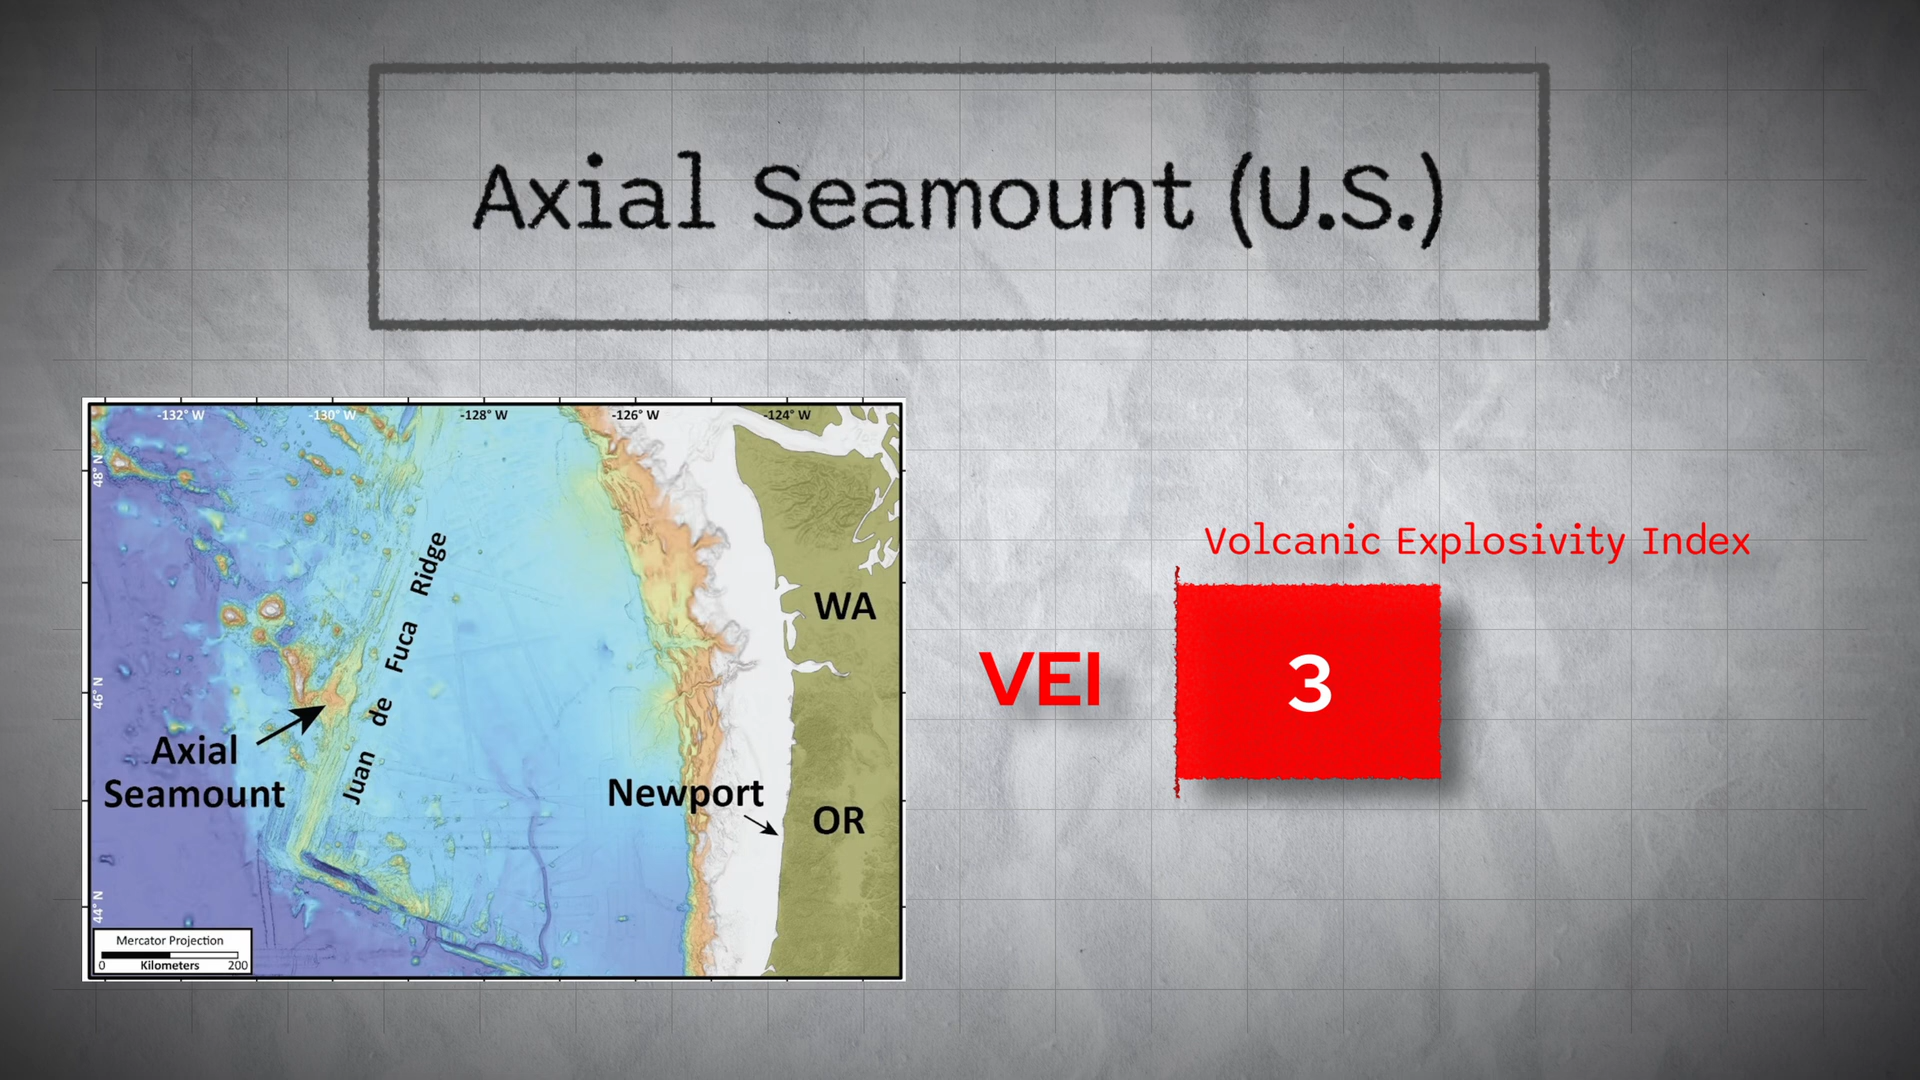 Axial Seamount (U.S.)
-132° W
-130° W
-128° W
-126° W
-124° W
48° N
46° N
44° N
Juan de Fuca Ridge
WA
Axial
Seamount
Newport
OR
Mercator Projection
0 Kilometers 200
Volcanic Explosivity Index
VEI
3